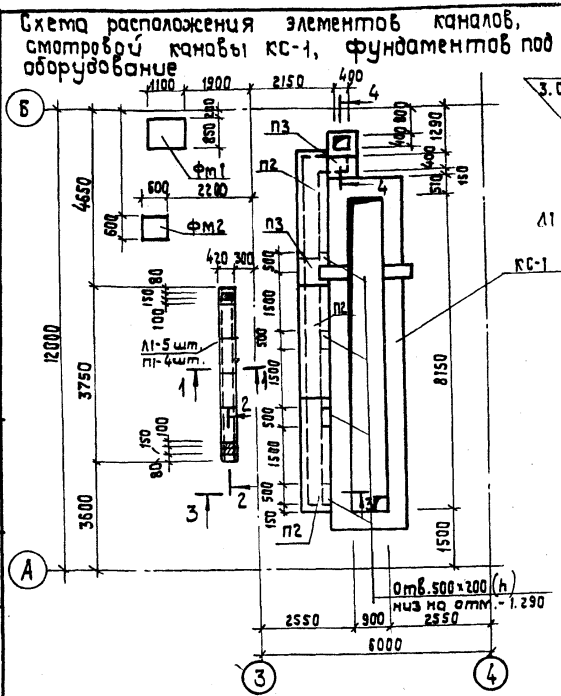 Схема расположения элементов каналов,
смотровой канавы КС-1, фундаментов под
оборудование
1100
1900
2150
400
4
Б
200
850
Фм1
П3
П2
400 800
1290
400
4
510
150
3.0
4650
600
2200
600
Фм2
П3
Л1
КС-1
420
300
500
80
150
100
1500
П2
500
Л1-5 шт.
П1-4 шт.
12000
3750
8150
1
1
1500
2
500
100
150
80
1500
3600
3
2
500
150
П2
3
1500
А
Отв. 500×200 (h)
низ на отм. -1.290
2550
900
2550
6000
3
4